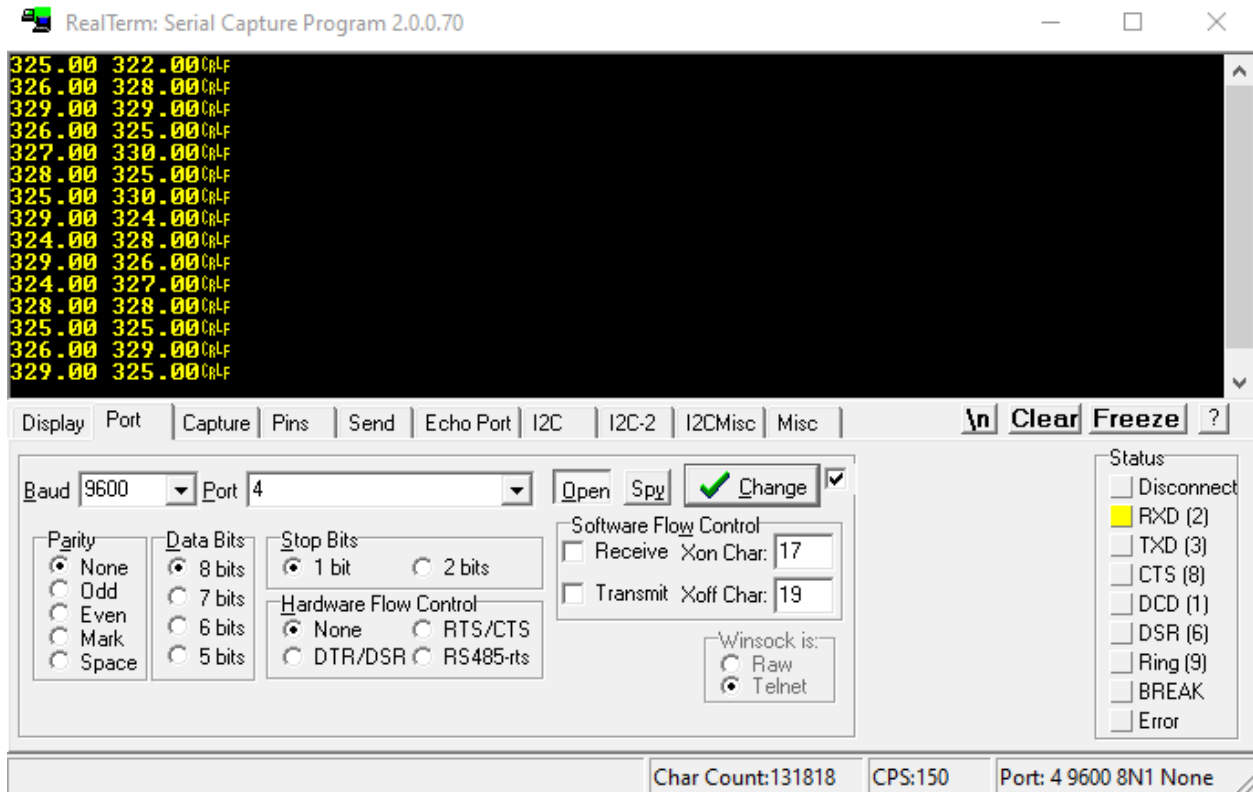 RealTerm: Serial Capture Program 2.0.0.70
325.00 322.00CRLF
326.00 328.00CRLF
329.00 329.00CRLF
326.00 325.00CRLF
327.00 330.00CRLF
328.00 325.00CRLF
325.00 330.00CRLF
329.00 324.00CRLF
324.00 328.00CRLF
329.00 326.00CRLF
324.00 327.00CRLF
328.00 328.00CRLF
325.00 325.00CRLF
326.00 329.00CRLF
329.00 325.00CRLF
Display Port Capture Pins Send Echo Port I2C I2C-2 I2CMisc Misc \n Clear Freeze ?
Baud 9600 Port 4 Open Spy Change
Parity
None
Odd
Even
Mark
Space
Data Bits
8 bits
7 bits
6 bits
5 bits
Stop Bits
1 bit 2 bits
Hardware Flow Control
None RTS/CTS
DTR/DSR RS485-rts
Software Flow Control
Receive Xon Char: 17
Transmit Xoff Char: 19
Winsock is:
Raw
Telnet
Status
Disconnect
RXD (2)
TXD (3)
CTS (8)
DCD (1)
DSR (6)
Ring (9)
BREAK
Error
Char Count:131818 CPS:150 Port: 4 9600 8N1 None